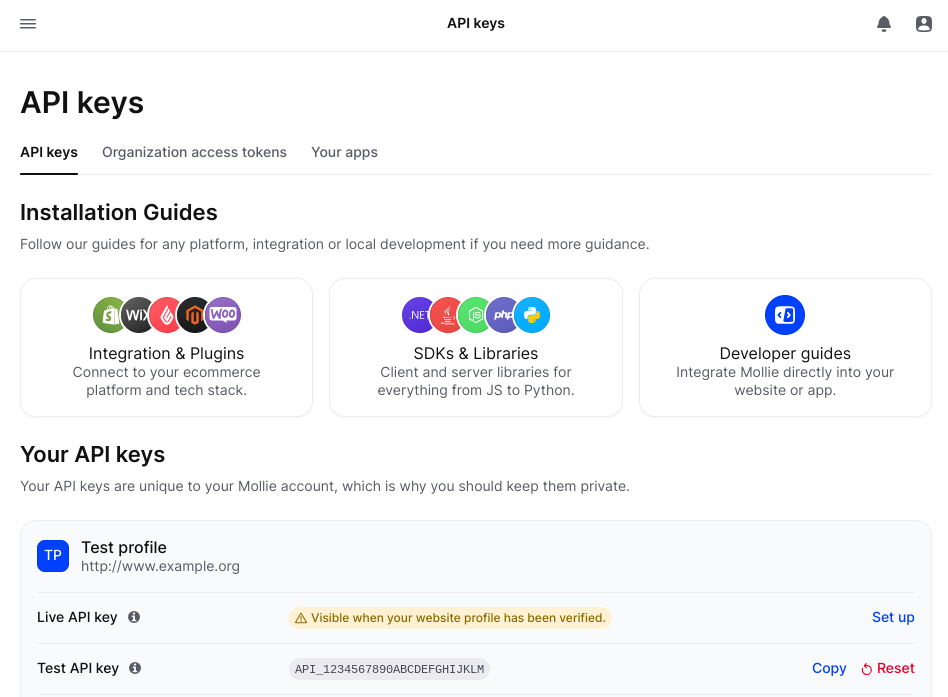 API keys
API keys
API keys Organization access tokens Your apps
Installation Guides
Follow our guides for any platform, integration or local development if you need more guidance.
WiX
woo
Integration & Plugins
Connect to your ecommerce
platform and tech stack.
.NET
JS
php
SDKs & Libraries
Client and server libraries for
everything from JS to Python.
Developer guides
Integrate Mollie directly into your
website or app.
Your API keys
Your API keys are unique to your Mollie account, which is why you should keep them private.
TP
Test profile
http://www.example.org
Live API key Visible when your website profile has been verified. Set up
Test API key API_1234567890ABCDEFGHIJKLM Copy Reset